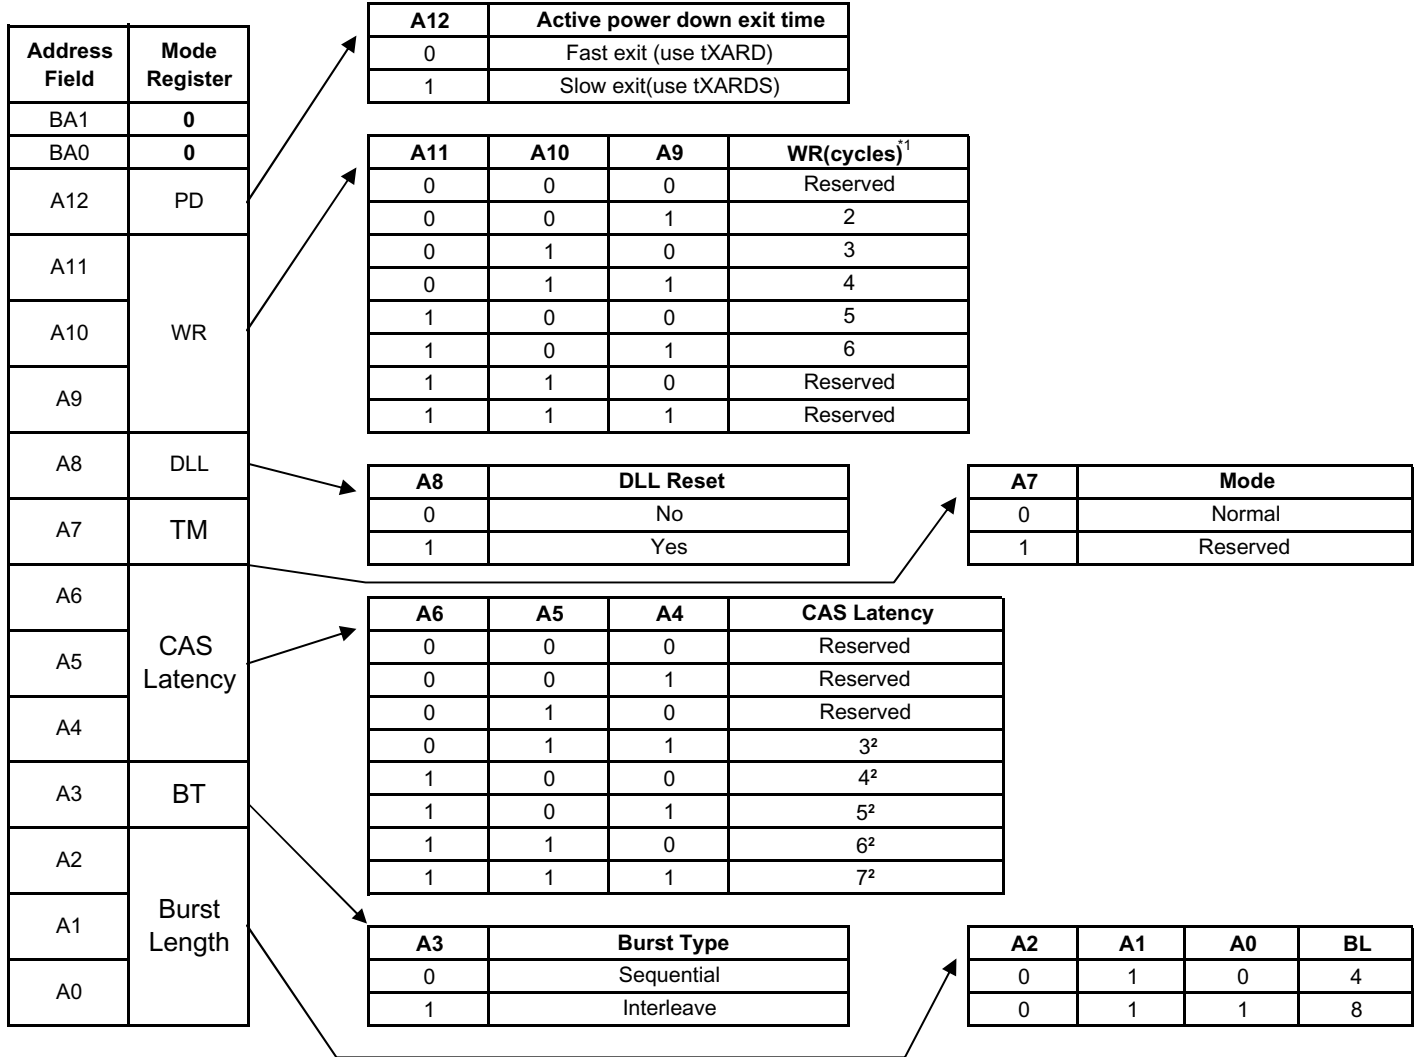 Address Field | Mode Register
BA1 | 0
BA0 | 0
A12 | PD
A11
A10 | WR
A9
A8 | DLL
A7 | TM
A6
A5 | CAS Latency
A4
A3 | BT
A2
A1 | Burst Length
A0
A12 | Active power down exit time
0 | Fast exit (use tXARD)
1 | Slow exit(use tXARDS)
A11 | A10 | A9 | WR(cycles)*1
0 | 0 | 0 | Reserved
0 | 0 | 1 | 2
0 | 1 | 0 | 3
0 | 1 | 1 | 4
1 | 0 | 0 | 5
1 | 0 | 1 | 6
1 | 1 | 0 | Reserved
1 | 1 | 1 | Reserved
A8 | DLL Reset
0 | No
1 | Yes
A7 | Mode
0 | Normal
1 | Reserved
A6 | A5 | A4 | CAS Latency
0 | 0 | 0 | Reserved
0 | 0 | 1 | Reserved
0 | 1 | 0 | Reserved
0 | 1 | 1 | 3²
1 | 0 | 0 | 4²
1 | 0 | 1 | 5²
1 | 1 | 0 | 6²
1 | 1 | 1 | 7²
A3 | Burst Type
0 | Sequential
1 | Interleave
A2 | A1 | A0 | BL
0 | 1 | 0 | 4
0 | 1 | 1 | 8